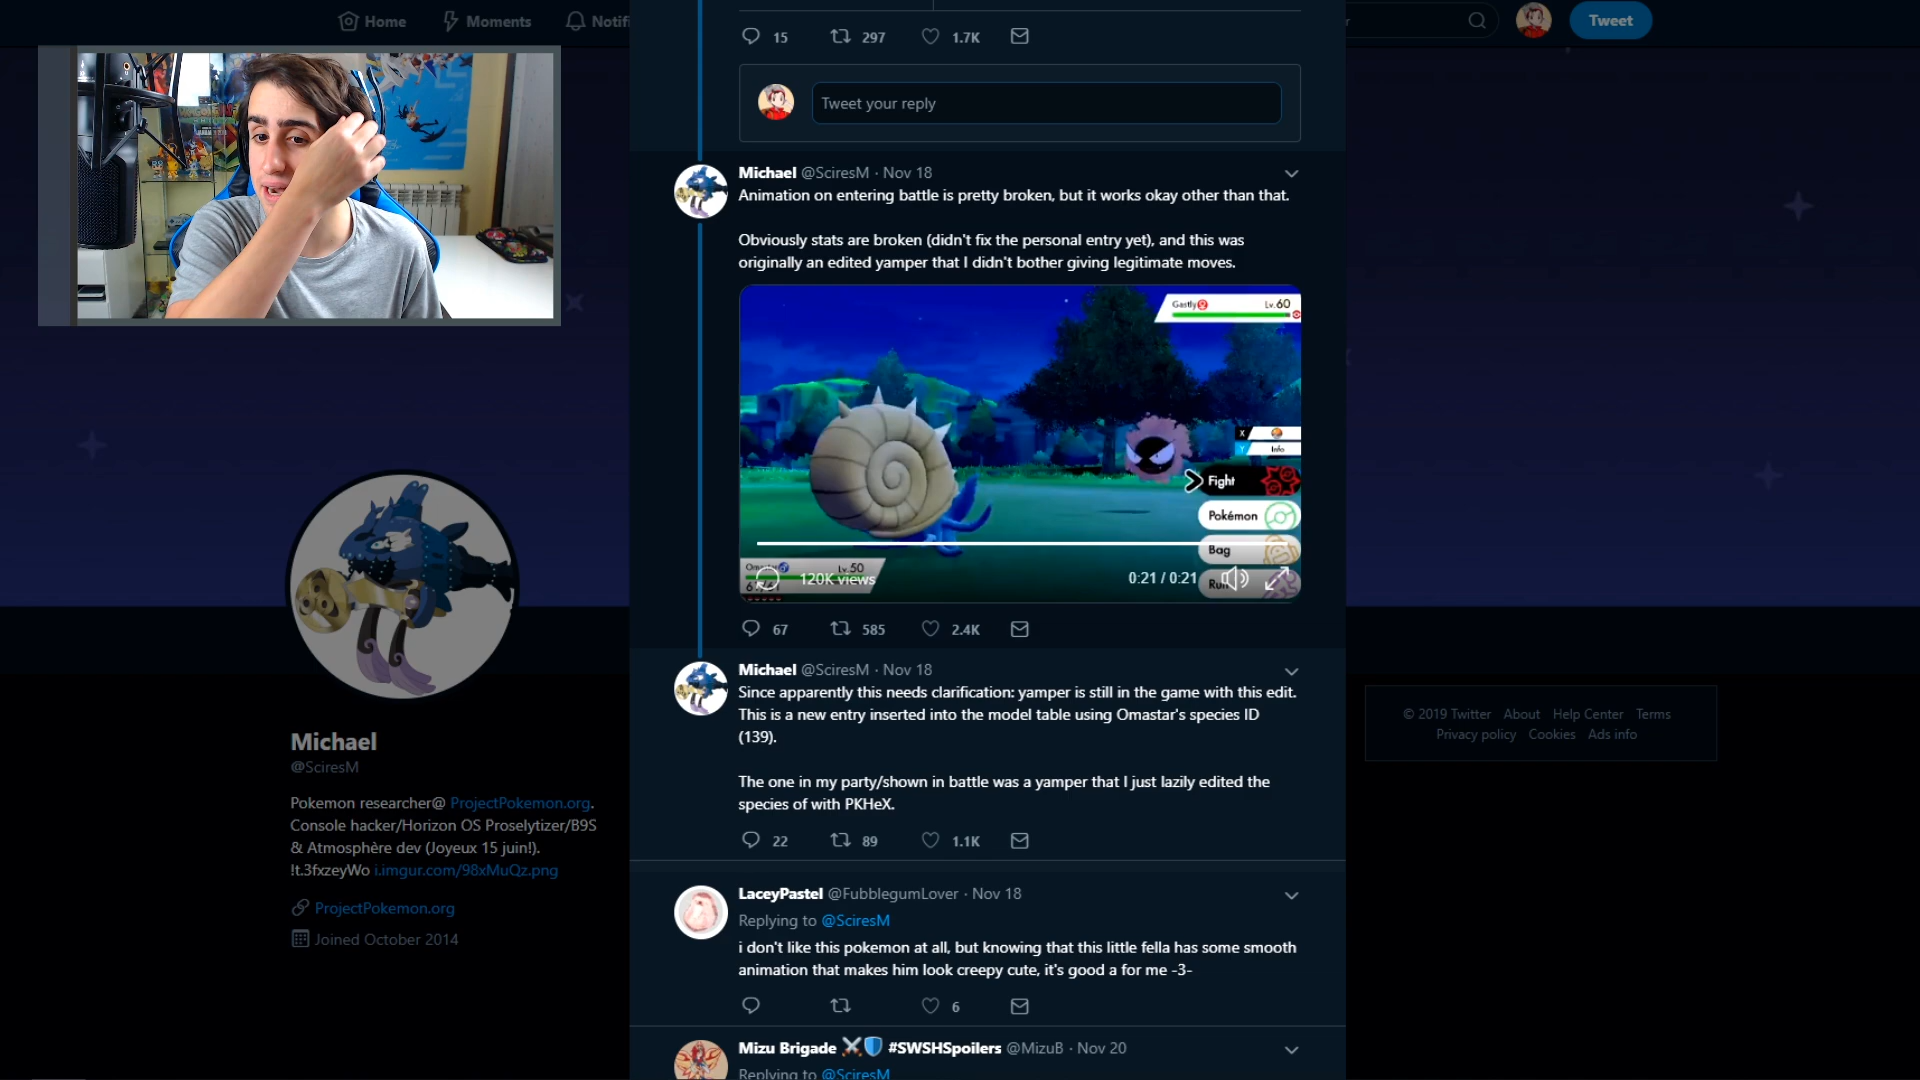 Home
Moments
Notifi
r
Tweet
15
297
1.7K
Tweet your reply
Michael @SciresM · Nov 18
Animation on entering battle is pretty broken, but it works okay other than that.
Obviously stats are broken (didn't fix the personal entry yet), and this was
originally an edited yamper that I didn't bother giving legitimate moves.
Gastly
Lv.60
X
Y
Info
Fight
Pokémon
Bag
Lv.50
120K views
0:21 / 0:21
67
585
2.4K
Michael @SciresM · Nov 18
Since apparently this needs clarification: yamper is still in the game with this edit.
This is a new entry inserted into the model table using Omastar's species ID
(139).
The one in my party/shown in battle was a yamper that I just lazily edited the
species of with PKHeX.
22
89
1.1K
LaceyPastel @FubblegumLover · Nov 18
Replying to @SciresM
i don't like this pokemon at all, but knowing that this little fella has some smooth
animation that makes him look creepy cute, it's good a for me -3-
6
Mizu Brigade ⚔️🛡️ #SWSHSpoilers @MizuB · Nov 20
Replying to @SciresM
Michael
@SciresM
Pokemon researcher@ ProjectPokemon.org.
Console hacker/Horizon OS Proselytizer/B9S
& Atmosphère dev (Joyeux 15 juin!).
!t.3fxzeyWo i.imgur.com/98xMuQz.png
ProjectPokemon.org
Joined October 2014
© 2019 Twitter About Help Center Terms
Privacy policy Cookies Ads info